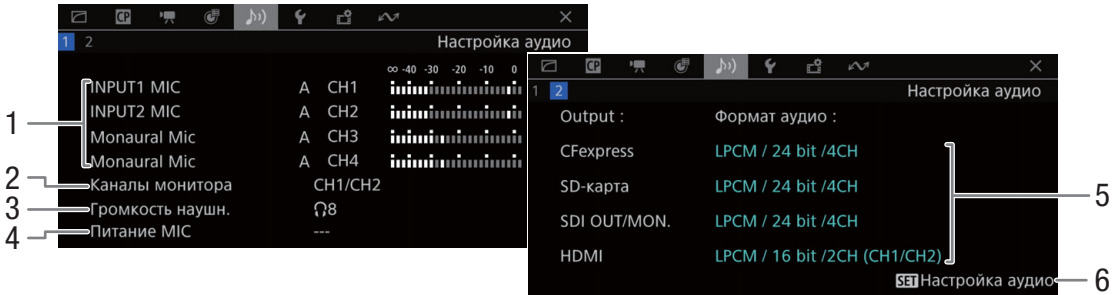 CP
1 2 Настройка аудио
∞ -40 -30 -20 -10 0
INPUT1 MIC A CH1
INPUT2 MIC A CH2
Monaural Mic A CH3
Monaural Mic A CH4
Каналы монитора CH1/CH2
Громкость наушн. 8
Питание MIC ---
1
2
3
4
CP
1 2 Настройка аудио
Output : Формат аудио :
CFexpress LPCM / 24 bit /4CH
SD-карта LPCM / 24 bit /4CH
SDI OUT/MON. LPCM / 24 bit /4CH
HDMI LPCM / 16 bit /2CH (CH1/CH2)
SET Настройка аудио
5
6